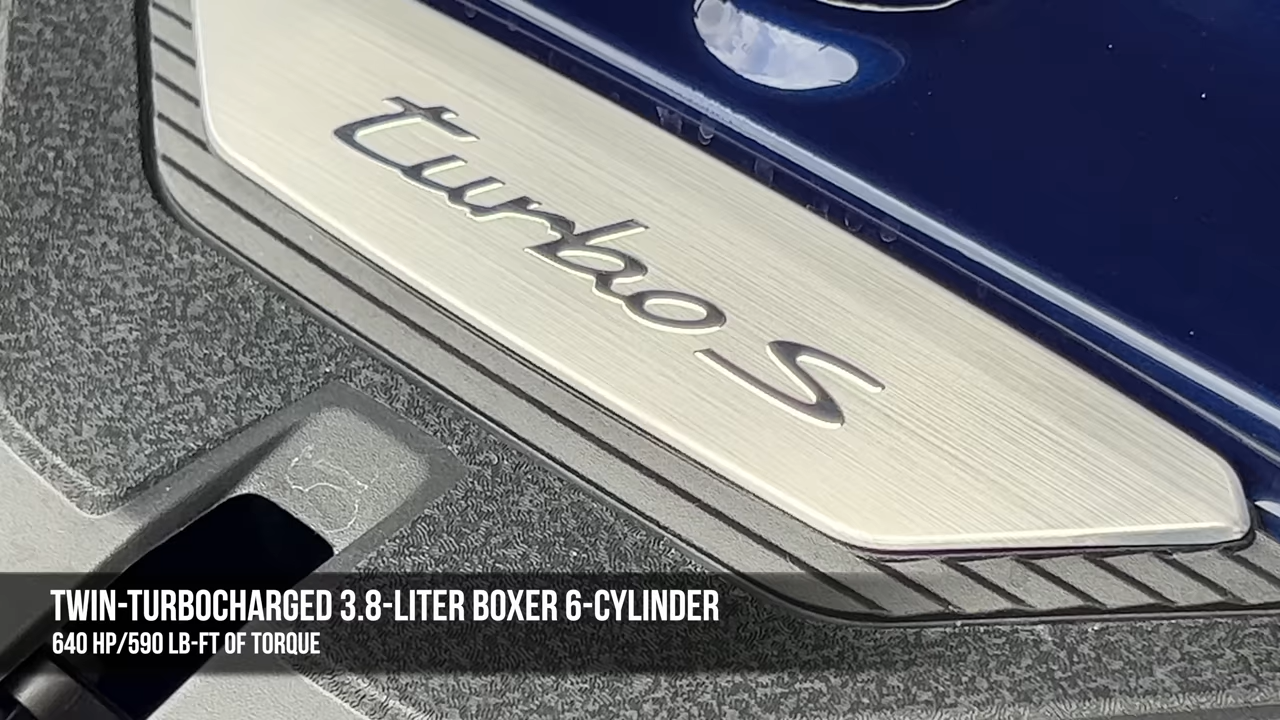 turbo S
TWIN-TURBOCHARGED 3.8-LITER BOXER 6-CYLINDER
640 HP/590 LB-FT OF TORQUE